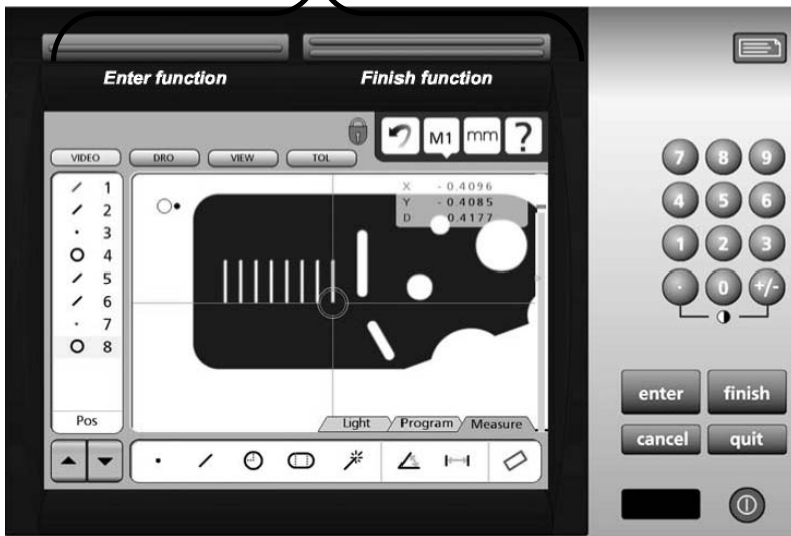 Enter function
Finish function
M1
mm
?
VIDEO
DRO
VIEW
TOL
1
2
3
4
5
6
7
8
Pos
X - 0.4096
Y - 0.4085
D 0.4177
Light
Program
Measure
7 8 9
4 5 6
1 2 3
. 0 +/-
enter
finish
cancel
quit